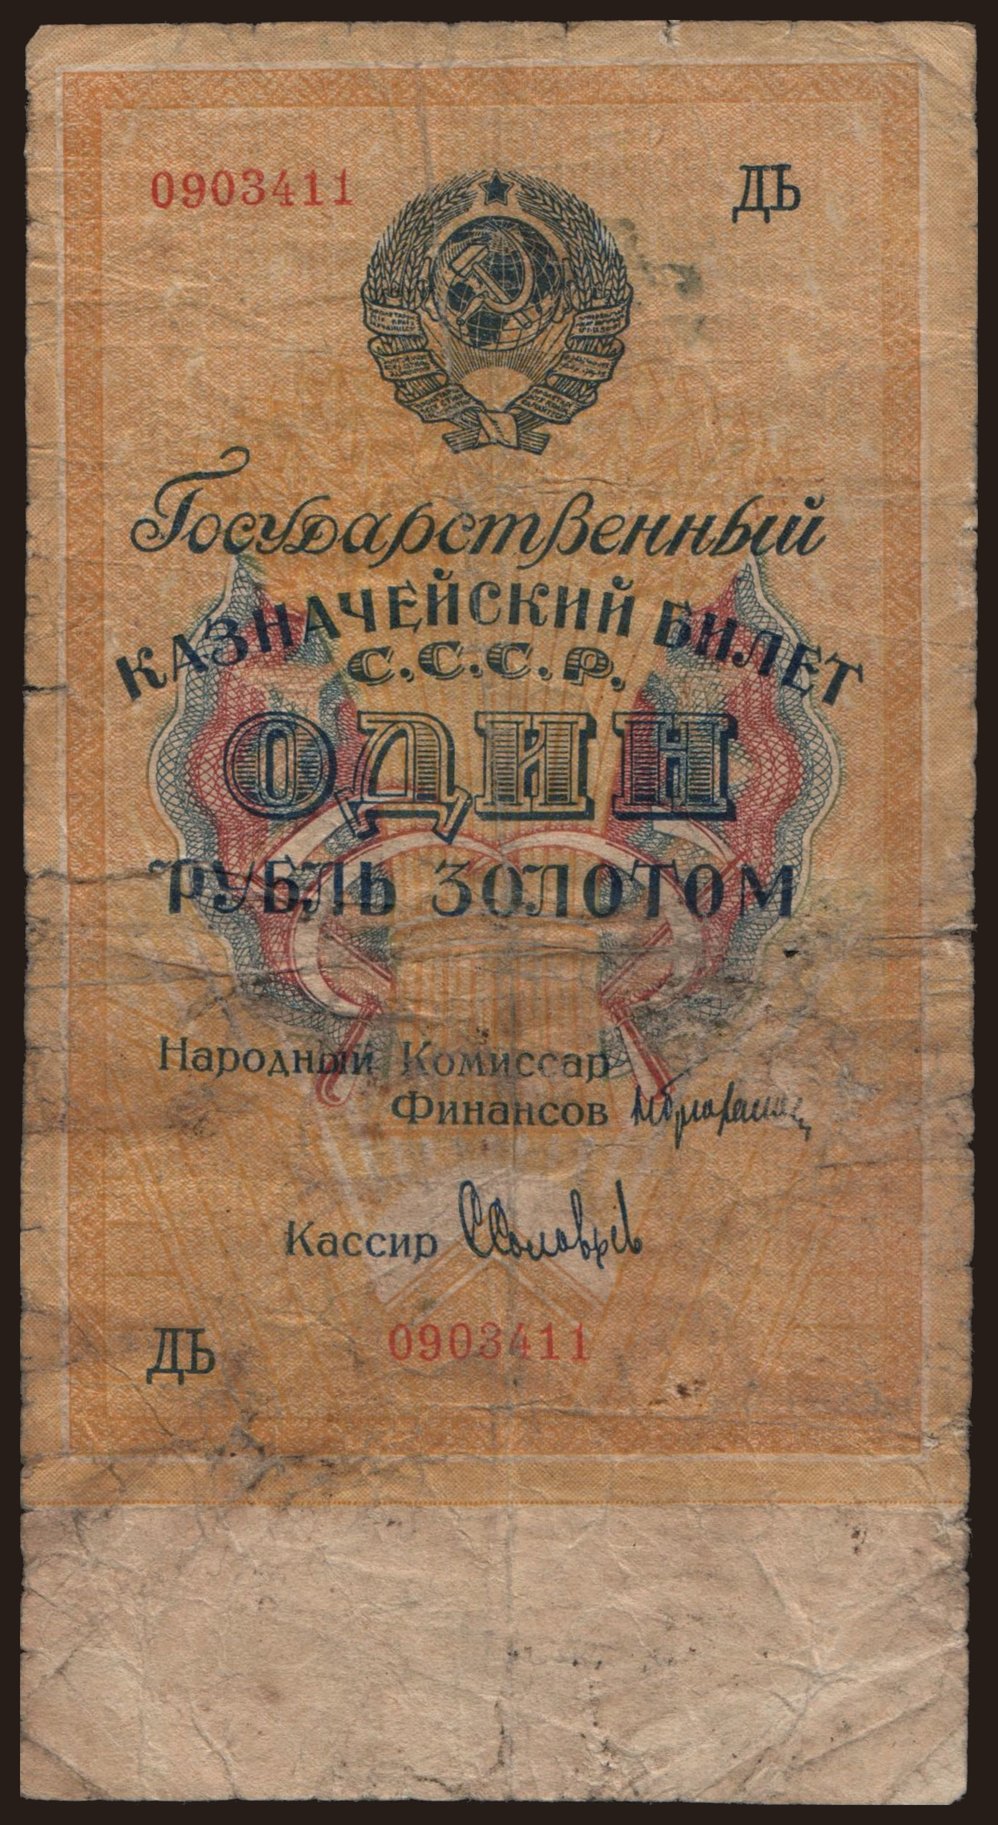 0903411 ДЬ
Государственный
КАЗНАЧЕЙСКИЙ БИЛЕТ
С.С.С.Р.
ОДИН
РУБЛЬ ЗОЛОТОМ
Народный Комиссар
Финансов
Кассир
ДЬ 0903411